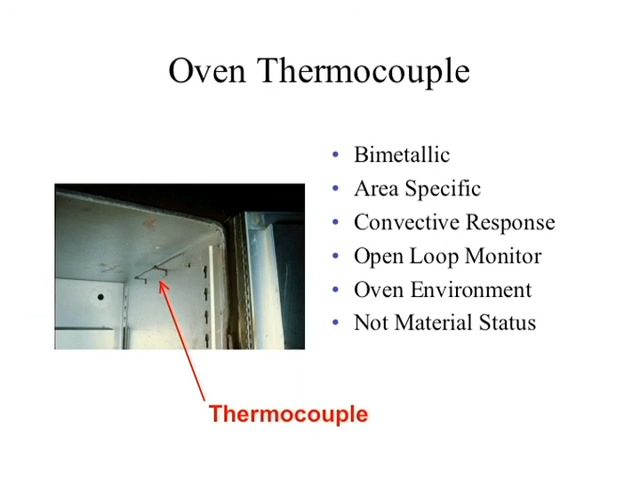 Oven Thermocouple
Bimetallic
Area Specific
Convective Response
Open Loop Monitor
Oven Environment
Not Material Status
Thermocouple